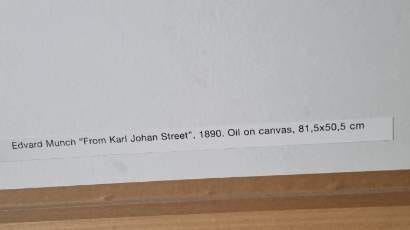 Edvard Munch "From Karl Johan Street", 1890. Oil on canvas, 81,5x50,5 cm